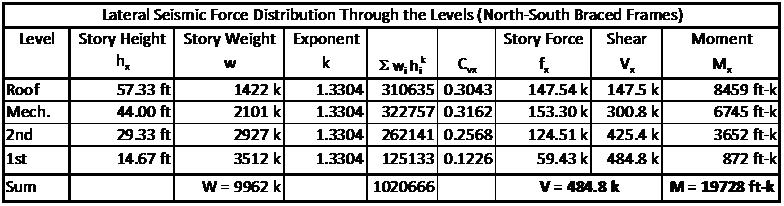 Lateral Seismic Force Distribution Through the Levels (North-South Braced Frames)
Level Story Height Story Weight Exponent Story Force Shear Moment
hx w k Σ wi hi^k Cvx fx Vx Mx
Roof 57.33 ft 1422 k 1.3304 310635 0.3043 147.54 k 147.5 k 8459 ft-k
Mech. 44.00 ft 2101 k 1.3304 322757 0.3162 153.30 k 300.8 k 6745 ft-k
2nd 29.33 ft 2927 k 1.3304 262141 0.2568 124.51 k 425.4 k 3652 ft-k
1st 14.67 ft 3512 k 1.3304 125133 0.1226 59.43 k 484.8 k 872 ft-k
Sum W = 9962 k 1020666 V = 484.8 k M = 19728 ft-k